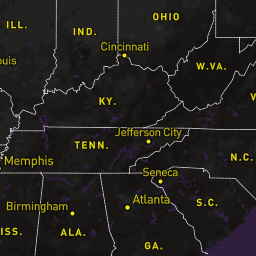 OHIO
ILL.
IND.
Cincinnati
ouis
W.VA.
KY.
V
Jefferson City
TENN.
Memphis
N.C.
Seneca
Atlanta
S.C.
Birmingham
ISS.
ALA.
GA.